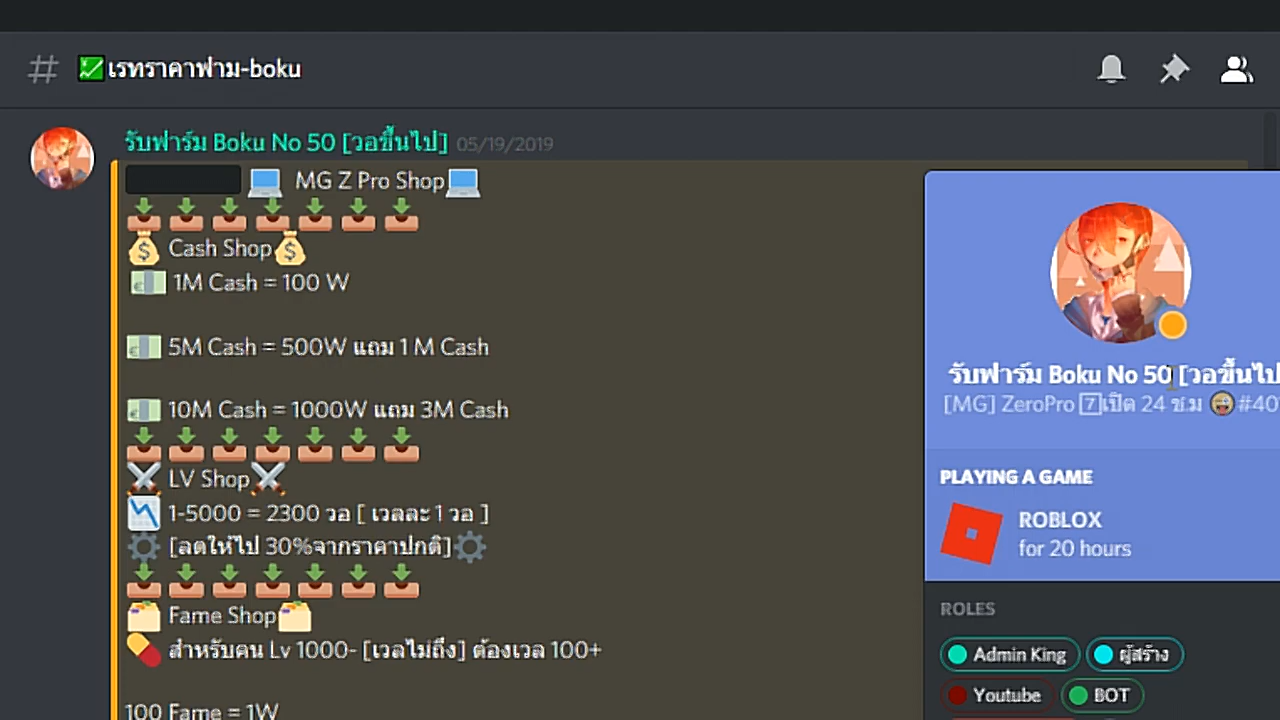 เรทราคาฟาม-boku
รับฟาร์ม Boku No 50 [วอขึ้นไป] 05/19/2019
MG Z Pro Shop
Cash Shop
1M Cash = 100 W
5M Cash = 500W แถม 1 M Cash
10M Cash = 1000W แถม 3M Cash
LV Shop
1-5000 = 2300 วอ [ เวลละ 1 วอ ]
[ลดให้ไป 30%จากราคาปกติ]
Fame Shop
สำหรับคน Lv 1000- [เวลไม่ถึง] ต้องเวล 100+
100 Fame = 1W
รับฟาร์ม Boku No 50 [วอขึ้นไป
[MG] ZeroPro 7เปิด 24 ช.ม #40
PLAYING A GAME
ROBLOX
for 20 hours
ROLES
Admin King
ผู้สร้าง
Youtube
BOT